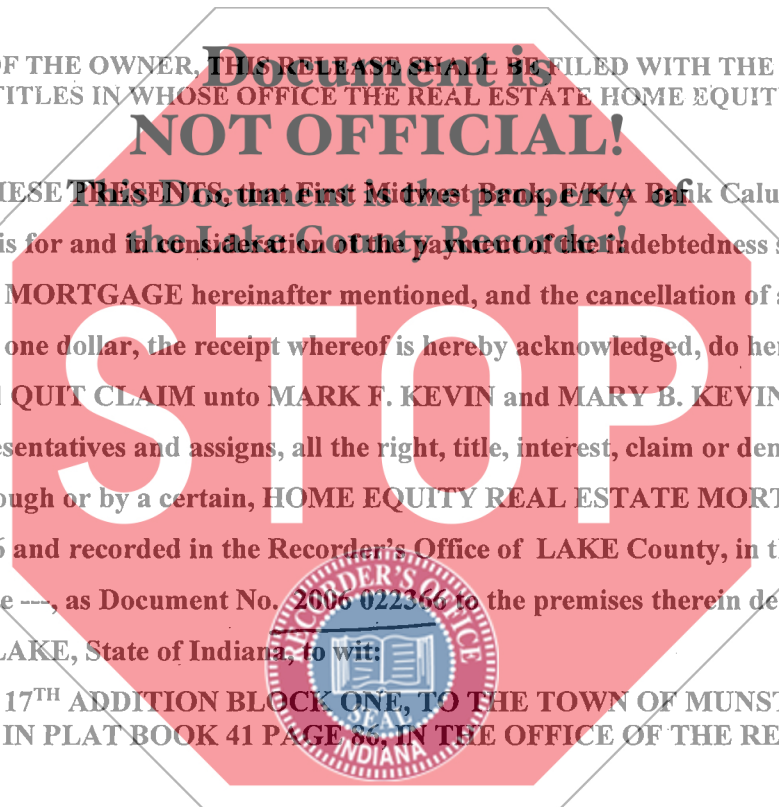 Document is
OF THE OWNER, THIS RELEASE SHALL BE FILED WITH THE
TITLES IN WHOSE OFFICE THE REAL ESTATE HOME EQUIT
NOT OFFICIAL!
This Document is the property of
HESE PRESENTS, that First Midwest Bank, F/K/A Bank Calu
the Lake County Recorder!
is for and in consideration of the payment of the indebtedness s
MORTGAGE hereinafter mentioned, and the cancellation of a
one dollar, the receipt whereof is hereby acknowledged, do her
QUIT CLAIM unto MARK F. KEVIN and MARY B. KEVIN
esentatives and assigns, all the right, title, interest, claim or dem
STOP
ough or by a certain, HOME EQUITY REAL ESTATE MORT
6 and recorded in the Recorder's Office of LAKE County, in t
e ---, as Document No. 2006 022366 to the premises therein de
LAKE, State of Indiana, to wit:
17TH ADDITION BLOCK ONE, TO THE TOWN OF MUNST
IN PLAT BOOK 41 PAGE 86, IN THE OFFICE OF THE RE
RECORDER'S OFFICE
SEAL
INDIANA